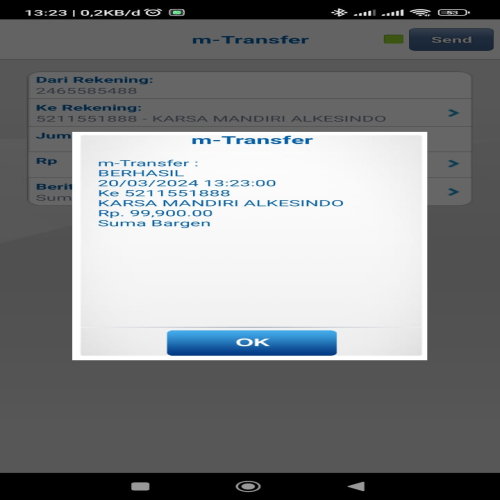 13:23 | 0,2KB/d
53
m-Transfer
Send
Dari Rekening:
2465585488
Ke Rekening:
5211551888 - KARSA MANDIRI ALKESINDO
Jum
Rp
Berit
Sum
m-Transfer
m-Transfer :
BERHASIL
20/03/2024 13:23:00
Ke 5211551888
KARSA MANDIRI ALKESINDO
Rp. 99,900.00
Suma Bargen
OK